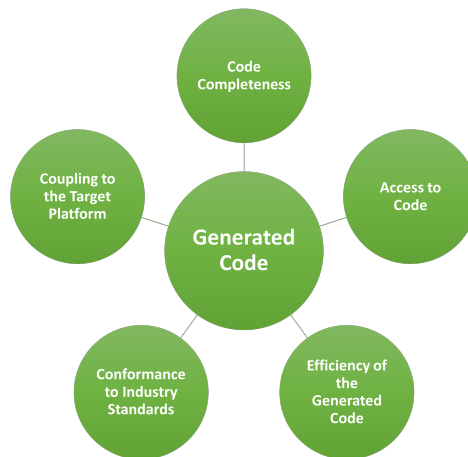 Code
Completeness
Coupling to
the Target
Platform
Access to
Code
Generated
Code
Conformance
to Industry
Standards
Efficiency of
the
Generated
Code